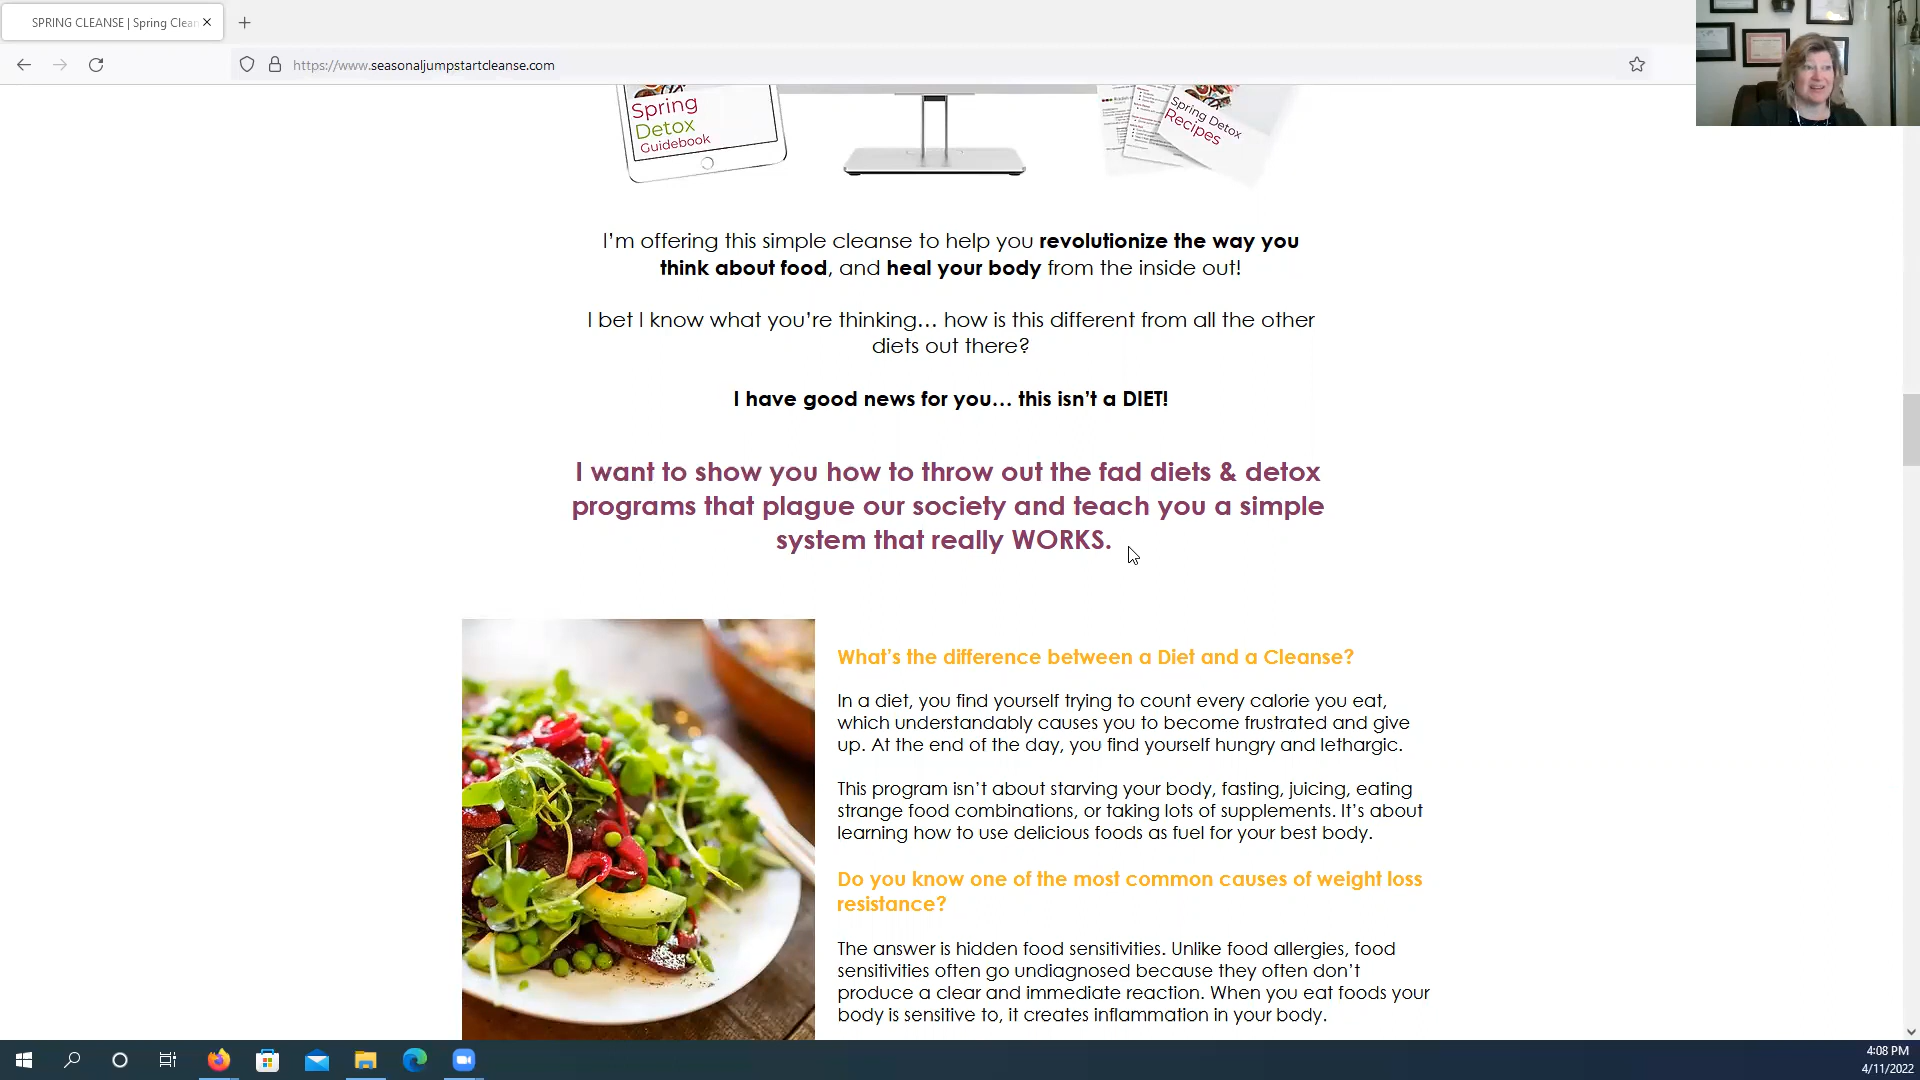 SPRING CLEANSE | Spring Clean
https://www.seasonaljumpstartcleanse.com
Spring
Detox
Guidebook
Spring Detox
Recipes
I'm offering this simple cleanse to help you revolutionize the way you
think about food, and heal your body from the inside out!
I bet I know what you're thinking... how is this different from all the other
diets out there?
I have good news for you... this isn't a DIET!
I want to show you how to throw out the fad diets & detox
programs that plague our society and teach you a simple
system that really WORKS.
What's the difference between a Diet and a Cleanse?
In a diet, you find yourself trying to count every calorie you eat,
which understandably causes you to become frustrated and give
up. At the end of the day, you find yourself hungry and lethargic.
This program isn't about starving your body, fasting, juicing, eating
strange food combinations, or taking lots of supplements. It's about
learning how to use delicious foods as fuel for your best body.
Do you know one of the most common causes of weight loss
resistance?
The answer is hidden food sensitivities. Unlike food allergies, food
sensitivities often go undiagnosed because they often don't
produce a clear and immediate reaction. When you eat foods your
body is sensitive to, it creates inflammation in your body.
4:08 PM
4/11/2022